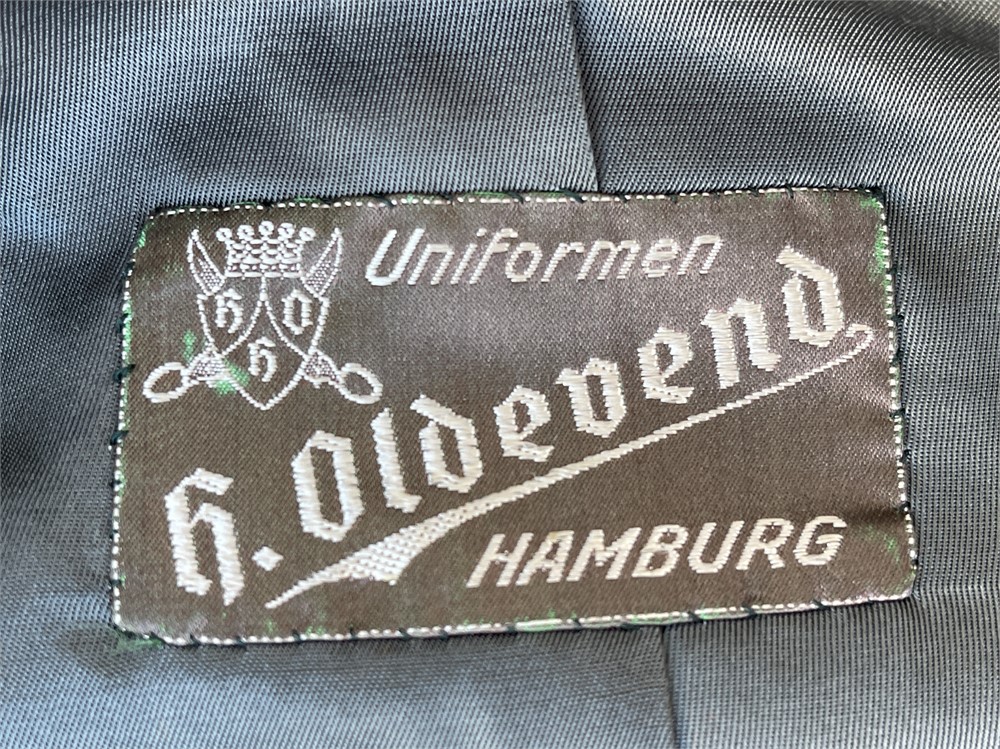 Uniformen
H O
H
H. Oldevend
HAMBURG